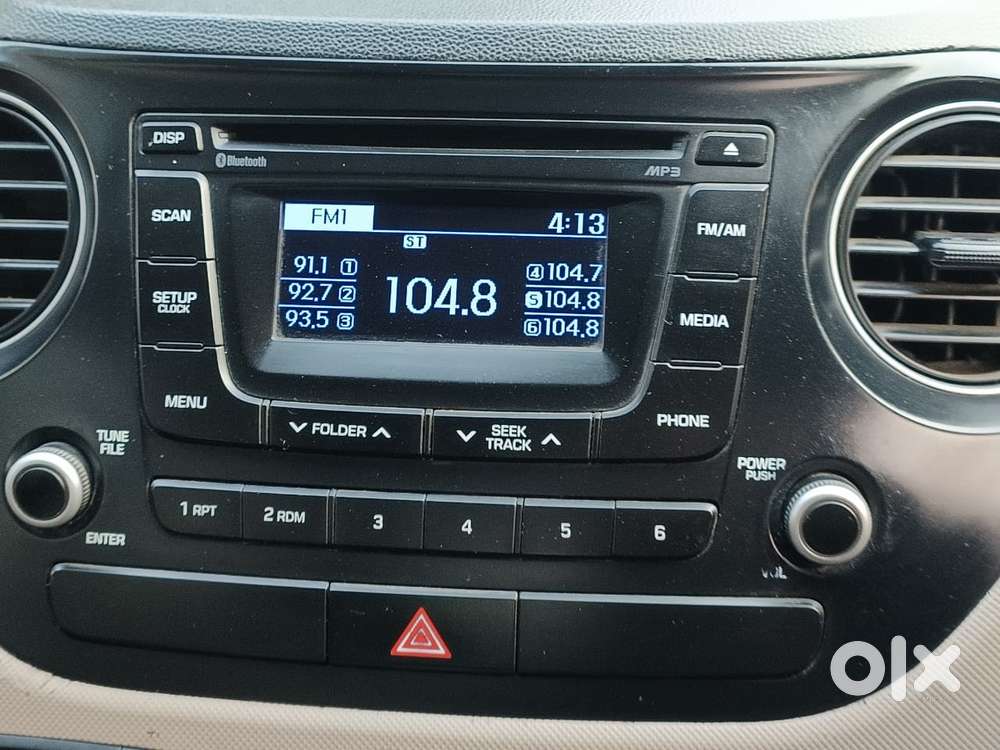 DISP
Bluetooth
MP3
SCAN
SETUP
CLOCK
MENU
FM1
4:13
ST
91.1 1
92.7 2
93.5 3
104.8
4 104.7
5 104.8
6 104.8
FM/AM
MEDIA
PHONE
FOLDER
SEEK
TRACK
TUNE
FILE
ENTER
POWER
PUSH
1 RPT
2 RDM
3
4
5
6
VOL
olx